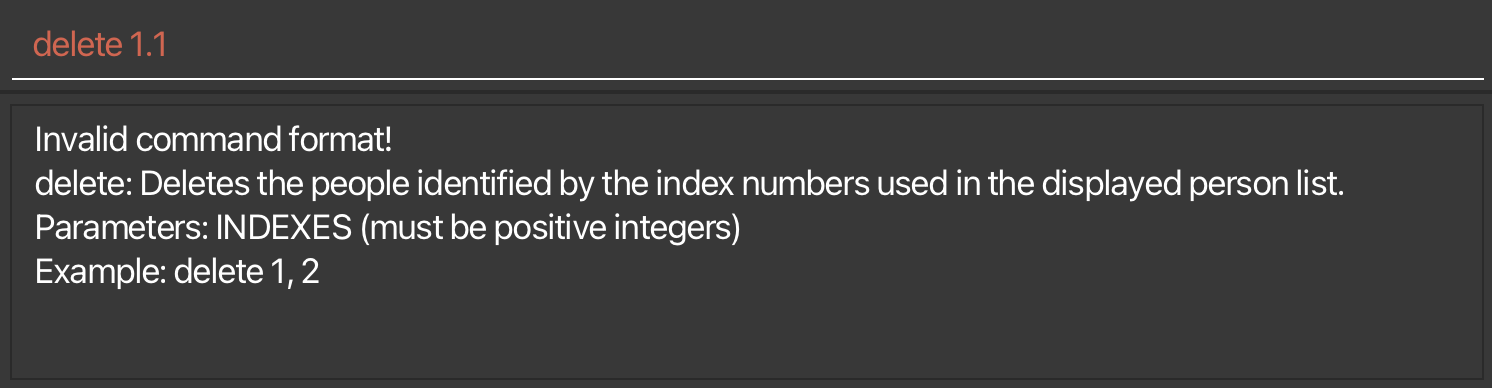 delete 1.1
Invalid command format!
delete: Deletes the people identified by the index numbers used in the displayed person list.
Parameters: INDEXES (must be positive integers)
Example: delete 1, 2